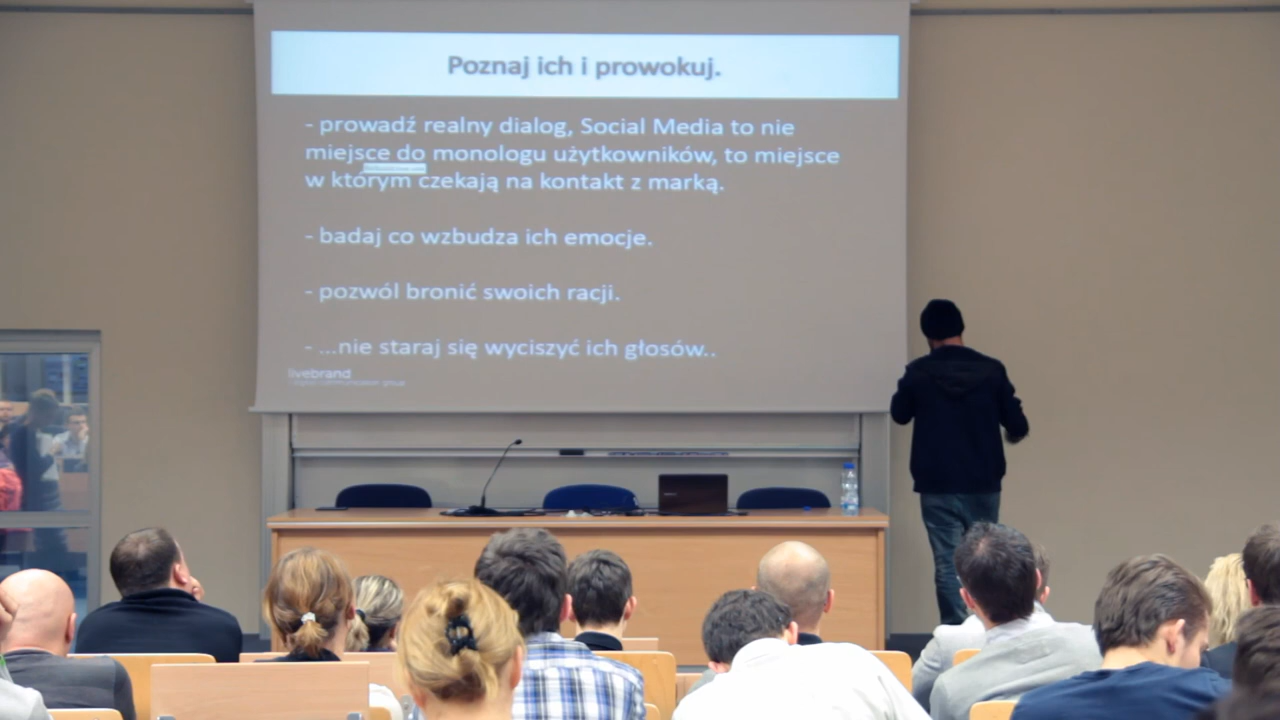 Poznaj ich i prowokuj.
- prowadź realny dialog, Social Media to nie
miejsce do monologu użytkowników, to miejsce
w którym czekają na kontakt z marką.
- badaj co wzbudza ich emocje.
- pozwól bronić swoich racji.
- ...nie staraj się wyciszyć ich głosów..
livebrand